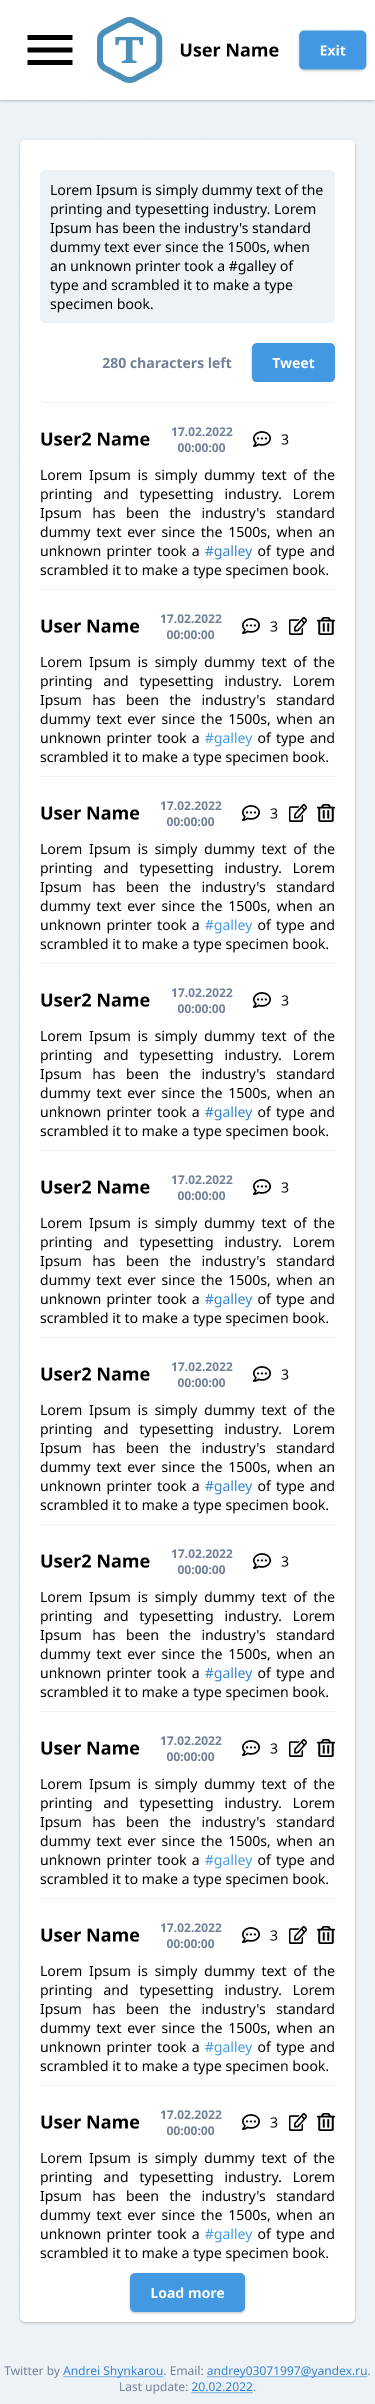 T
User Name
Exit
Lorem Ipsum is simply dummy text of the
printing and typesetting industry. Lorem
Ipsum has been the industry's standard
dummy text ever since the 1500s, when
an unknown printer took a #galley of
type and scrambled it to make a type
specimen book.
280 characters left
Tweet
User2 Name
17.02.2022
00:00:00
3
Lorem Ipsum is simply dummy text of the
printing and typesetting industry. Lorem
Ipsum has been the industry's standard
dummy text ever since the 1500s, when an
unknown printer took a #galley of type and
scrambled it to make a type specimen book.
User Name
17.02.2022
00:00:00
3
Lorem Ipsum is simply dummy text of the
printing and typesetting industry. Lorem
Ipsum has been the industry's standard
dummy text ever since the 1500s, when an
unknown printer took a #galley of type and
scrambled it to make a type specimen book.
User Name
17.02.2022
00:00:00
3
Lorem Ipsum is simply dummy text of the
printing and typesetting industry. Lorem
Ipsum has been the industry's standard
dummy text ever since the 1500s, when an
unknown printer took a #galley of type and
scrambled it to make a type specimen book.
User2 Name
17.02.2022
00:00:00
3
Lorem Ipsum is simply dummy text of the
printing and typesetting industry. Lorem
Ipsum has been the industry's standard
dummy text ever since the 1500s, when an
unknown printer took a #galley of type and
scrambled it to make a type specimen book.
User2 Name
17.02.2022
00:00:00
3
Lorem Ipsum is simply dummy text of the
printing and typesetting industry. Lorem
Ipsum has been the industry's standard
dummy text ever since the 1500s, when an
unknown printer took a #galley of type and
scrambled it to make a type specimen book.
User2 Name
17.02.2022
00:00:00
3
Lorem Ipsum is simply dummy text of the
printing and typesetting industry. Lorem
Ipsum has been the industry's standard
dummy text ever since the 1500s, when an
unknown printer took a #galley of type and
scrambled it to make a type specimen book.
User2 Name
17.02.2022
00:00:00
3
Lorem Ipsum is simply dummy text of the
printing and typesetting industry. Lorem
Ipsum has been the industry's standard
dummy text ever since the 1500s, when an
unknown printer took a #galley of type and
scrambled it to make a type specimen book.
User Name
17.02.2022
00:00:00
3
Lorem Ipsum is simply dummy text of the
printing and typesetting industry. Lorem
Ipsum has been the industry's standard
dummy text ever since the 1500s, when an
unknown printer took a #galley of type and
scrambled it to make a type specimen book.
User Name
17.02.2022
00:00:00
3
Lorem Ipsum is simply dummy text of the
printing and typesetting industry. Lorem
Ipsum has been the industry's standard
dummy text ever since the 1500s, when an
unknown printer took a #galley of type and
scrambled it to make a type specimen book.
User Name
17.02.2022
00:00:00
3
Lorem Ipsum is simply dummy text of the
printing and typesetting industry. Lorem
Ipsum has been the industry's standard
dummy text ever since the 1500s, when an
unknown printer took a #galley of type and
scrambled it to make a type specimen book.
Load more
Twitter by Andrei Shynkarou. Email: andrey03071997@yandex.ru.
Last update: 20.02.2022.